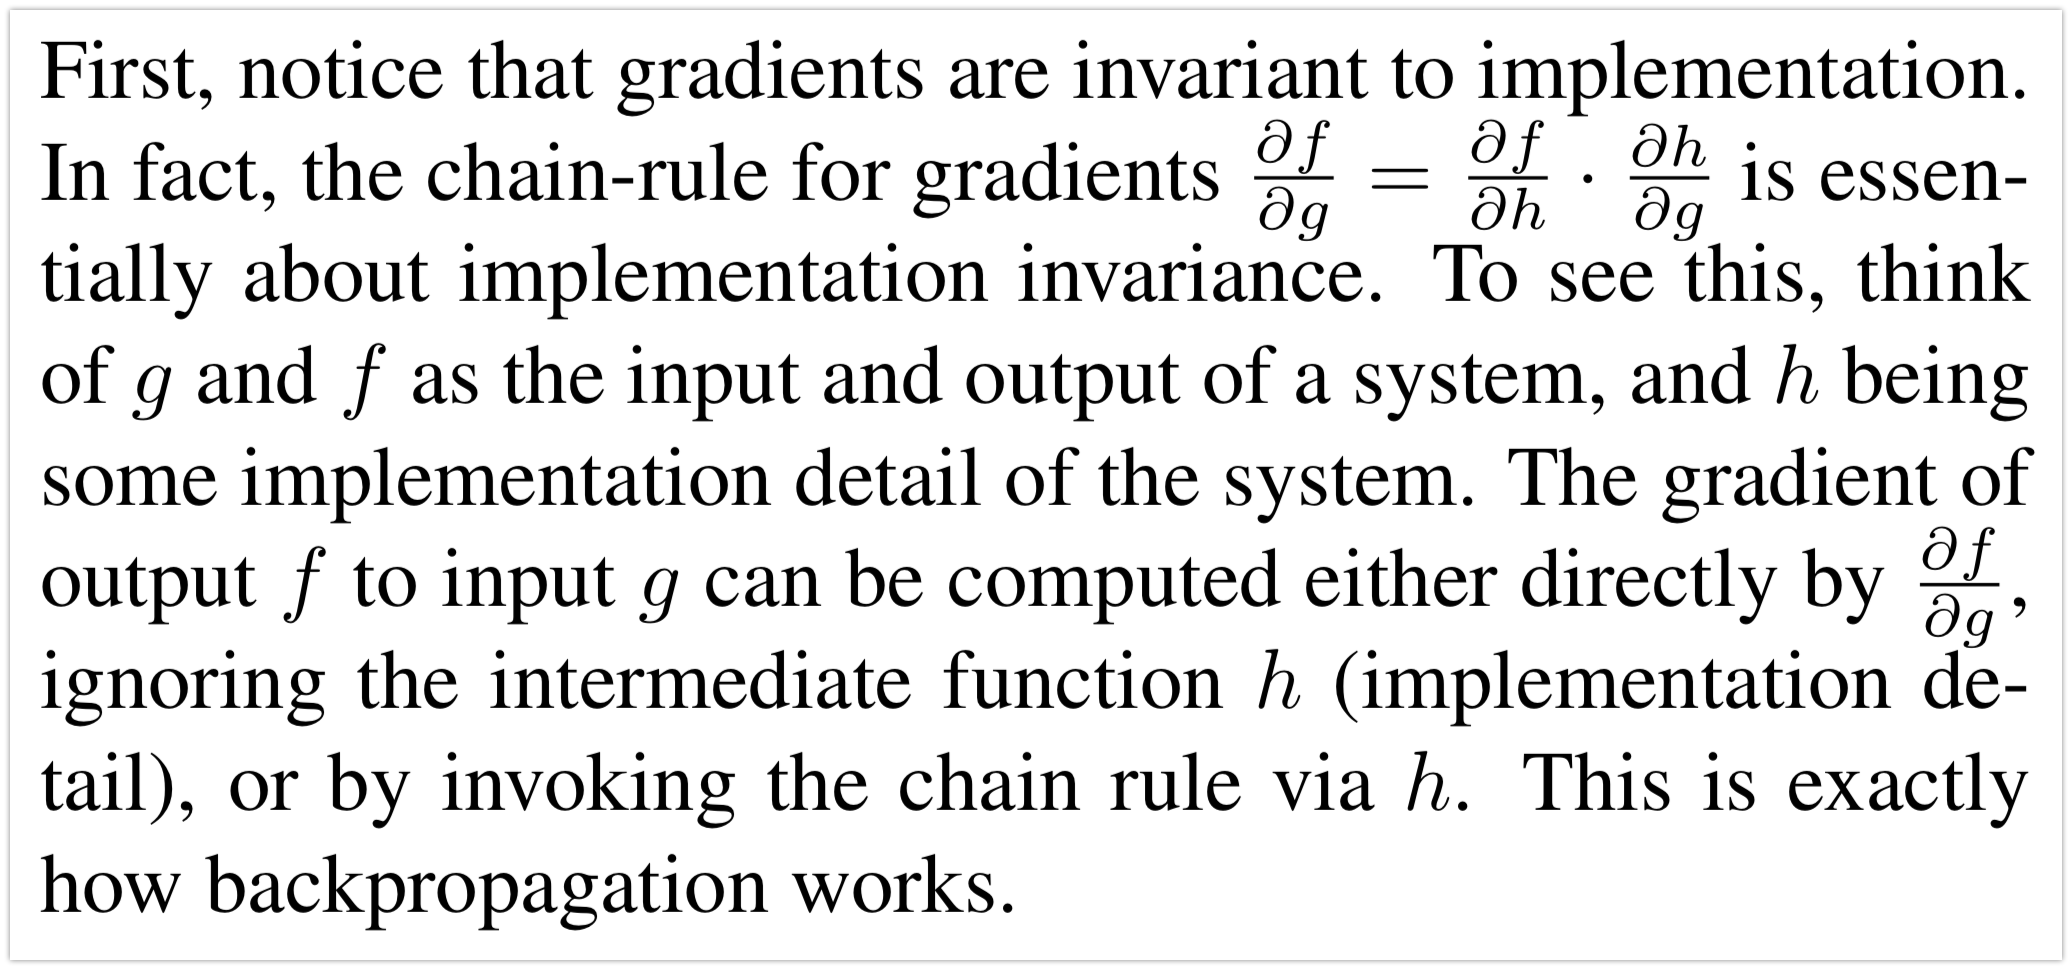 First, notice that gradients are invariant to implementation.
In fact, the chain-rule for gradients $\frac{\partial f}{\partial g} = \frac{\partial f}{\partial h} \cdot \frac{\partial h}{\partial g}$ is essen-
tially about implementation invariance. To see this, think
of $g$ and $f$ as the input and output of a system, and $h$ being
some implementation detail of the system. The gradient of
output $f$ to input $g$ can be computed either directly by $\frac{\partial f}{\partial g}$,
ignoring the intermediate function $h$ (implementation de-
tail), or by invoking the chain rule via $h$. This is exactly
how backpropagation works.